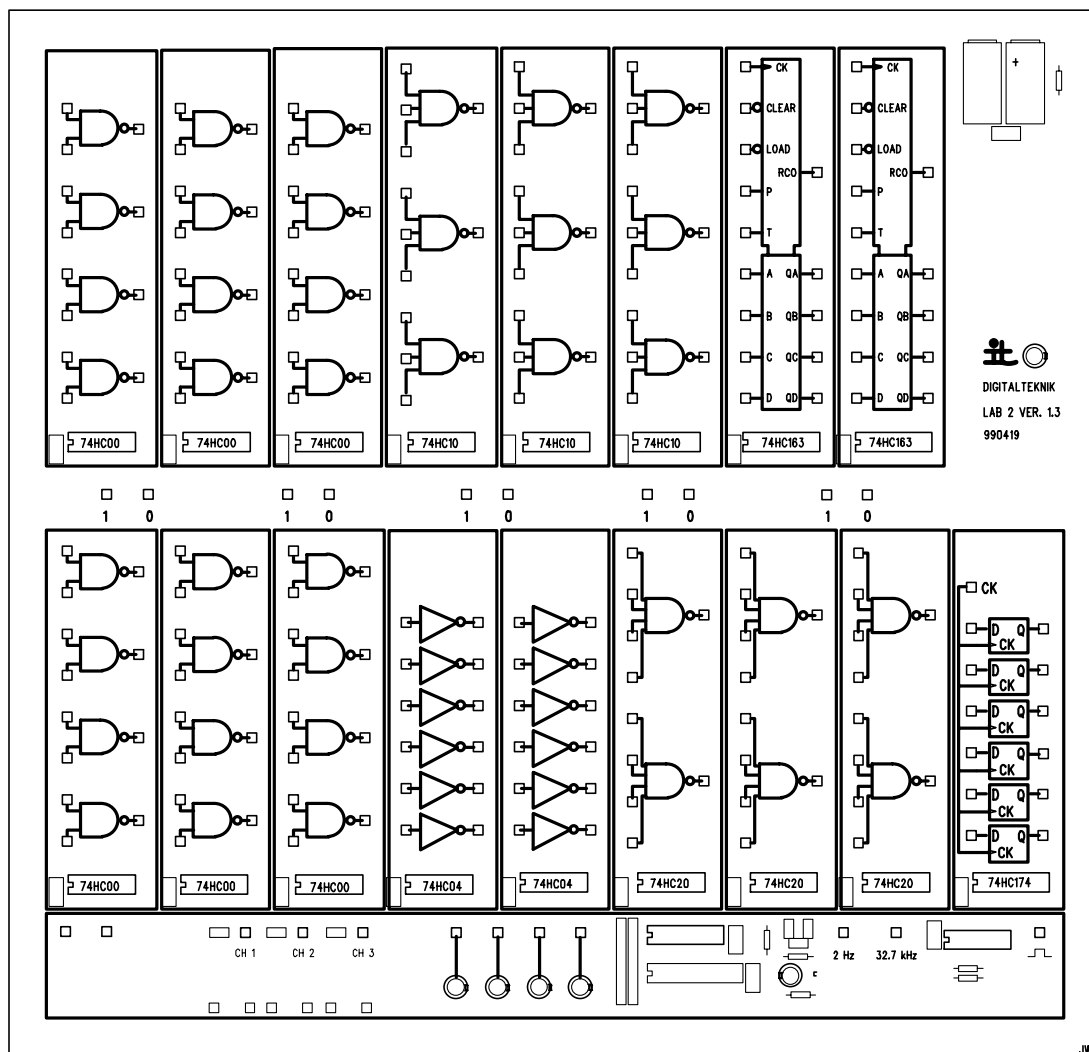 CK CK
CLEAR CLEAR
LOAD LOAD
RCO RCO
P P
T T
A QA A QA
B QB B QB
C QC C QC
D QD D QD
+
it
DIGITALTEKNIK
LAB 2 VER. 1.3
990419
74HC00 74HC00 74HC00 74HC10 74HC10 74HC10 74HC163 74HC163
1 0 1 0 1 0 1 0 1 0
CK
D Q
CK
D Q
CK
D Q
CK
D Q
CK
D Q
CK
D Q
CK
74HC00 74HC00 74HC00 74HC04 74HC04 74HC20 74HC20 74HC20 74HC174
CH 1 CH 2 CH 3
2 Hz 32.7 kHz